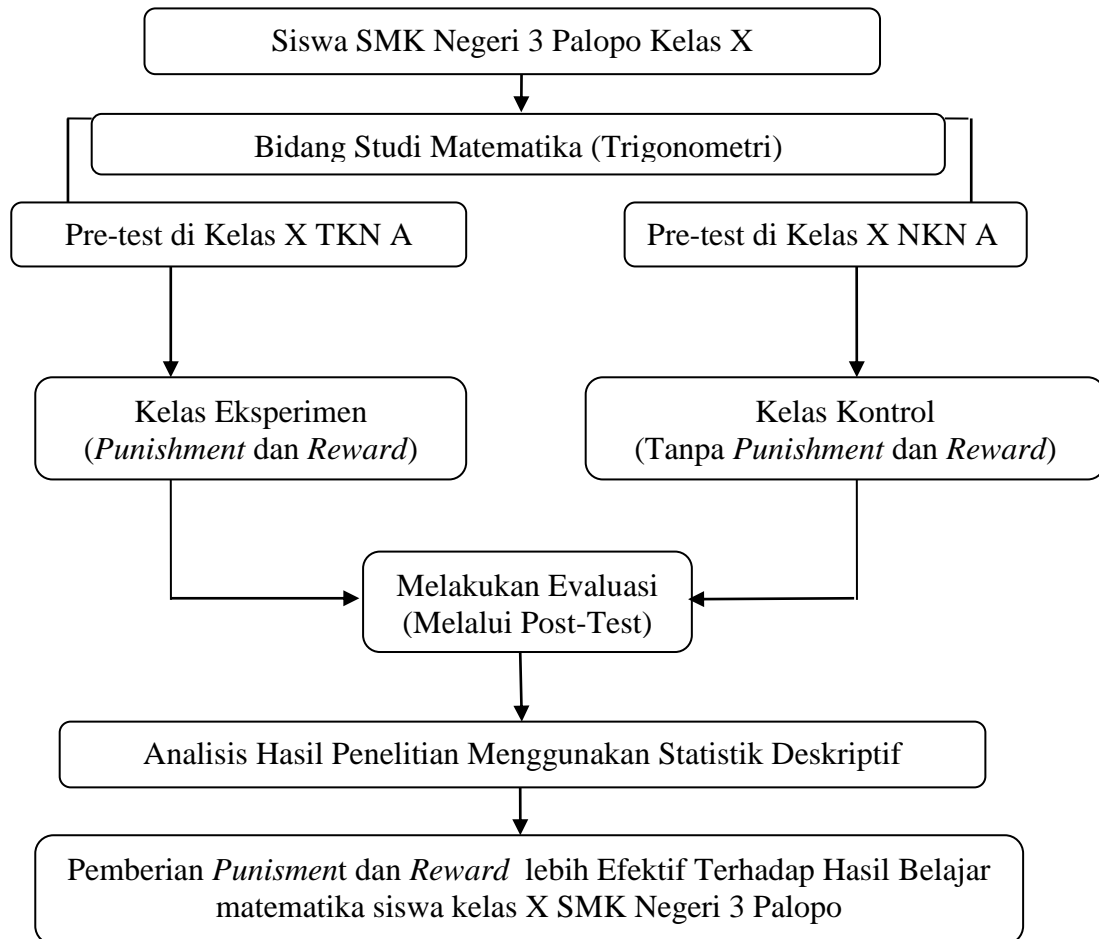 Siswa SMK Negeri 3 Palopo Kelas X
Bidang Studi Matematika (Trigonometri)
Pre-test di Kelas X TKN A
Pre-test di Kelas X NKN A
Kelas Eksperimen
(Punishment dan Reward)
Kelas Kontrol
(Tanpa Punishment dan Reward)
Melakukan Evaluasi
(Melalui Post-Test)
Analisis Hasil Penelitian Menggunakan Statistik Deskriptif
Pemberian Punisment dan Reward lebih Efektif Terhadap Hasil Belajar
matematika siswa kelas X SMK Negeri 3 Palopo